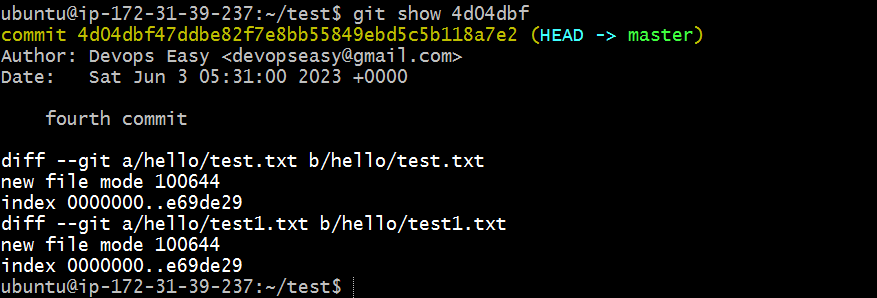 ubuntu@ip-172-31-39-237:~/test$ git show 4d04dbf
commit 4d04dbf47ddbe82f7e8bb55849ebd5c5b118a7e2 (HEAD -> master)
Author: Devops Easy <devopseasy@gmail.com>
Date:   Sat Jun 3 05:31:00 2023 +0000

    fourth commit

diff --git a/hello/test.txt b/hello/test.txt
new file mode 100644
index 0000000..e69de29
diff --git a/hello/test1.txt b/hello/test1.txt
new file mode 100644
index 0000000..e69de29
ubuntu@ip-172-31-39-237:~/test$